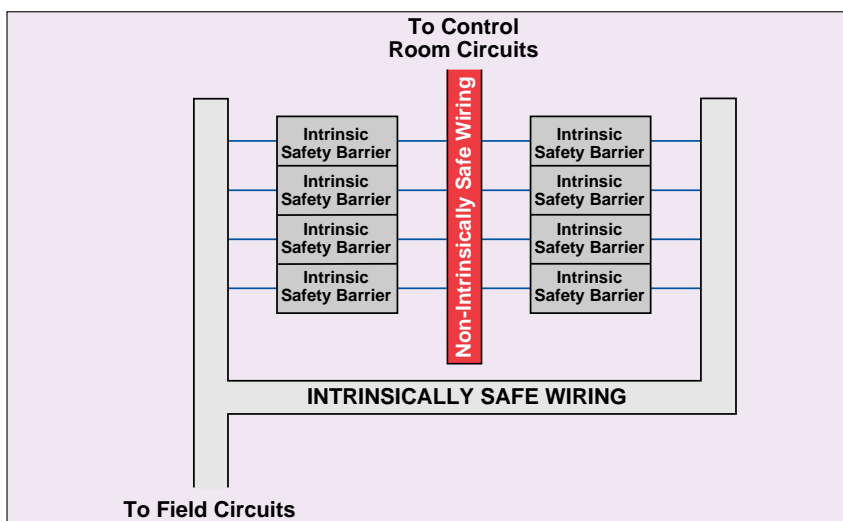 To Control
Room Circuits
Intrinsic
Safety Barrier
Intrinsic
Safety Barrier
Intrinsic
Safety Barrier
Intrinsic
Safety Barrier
Non-Intrinsically Safe Wiring
Intrinsic
Safety Barrier
Intrinsic
Safety Barrier
Intrinsic
Safety Barrier
Intrinsic
Safety Barrier
INTRINSICALLY SAFE WIRING
To Field Circuits